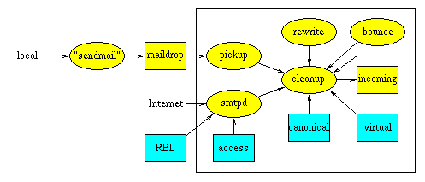 rewrite bounce
local "sendmail" maildrop pickup
cleanup incoming
Internet smtpd
canonical virtual
RBL access